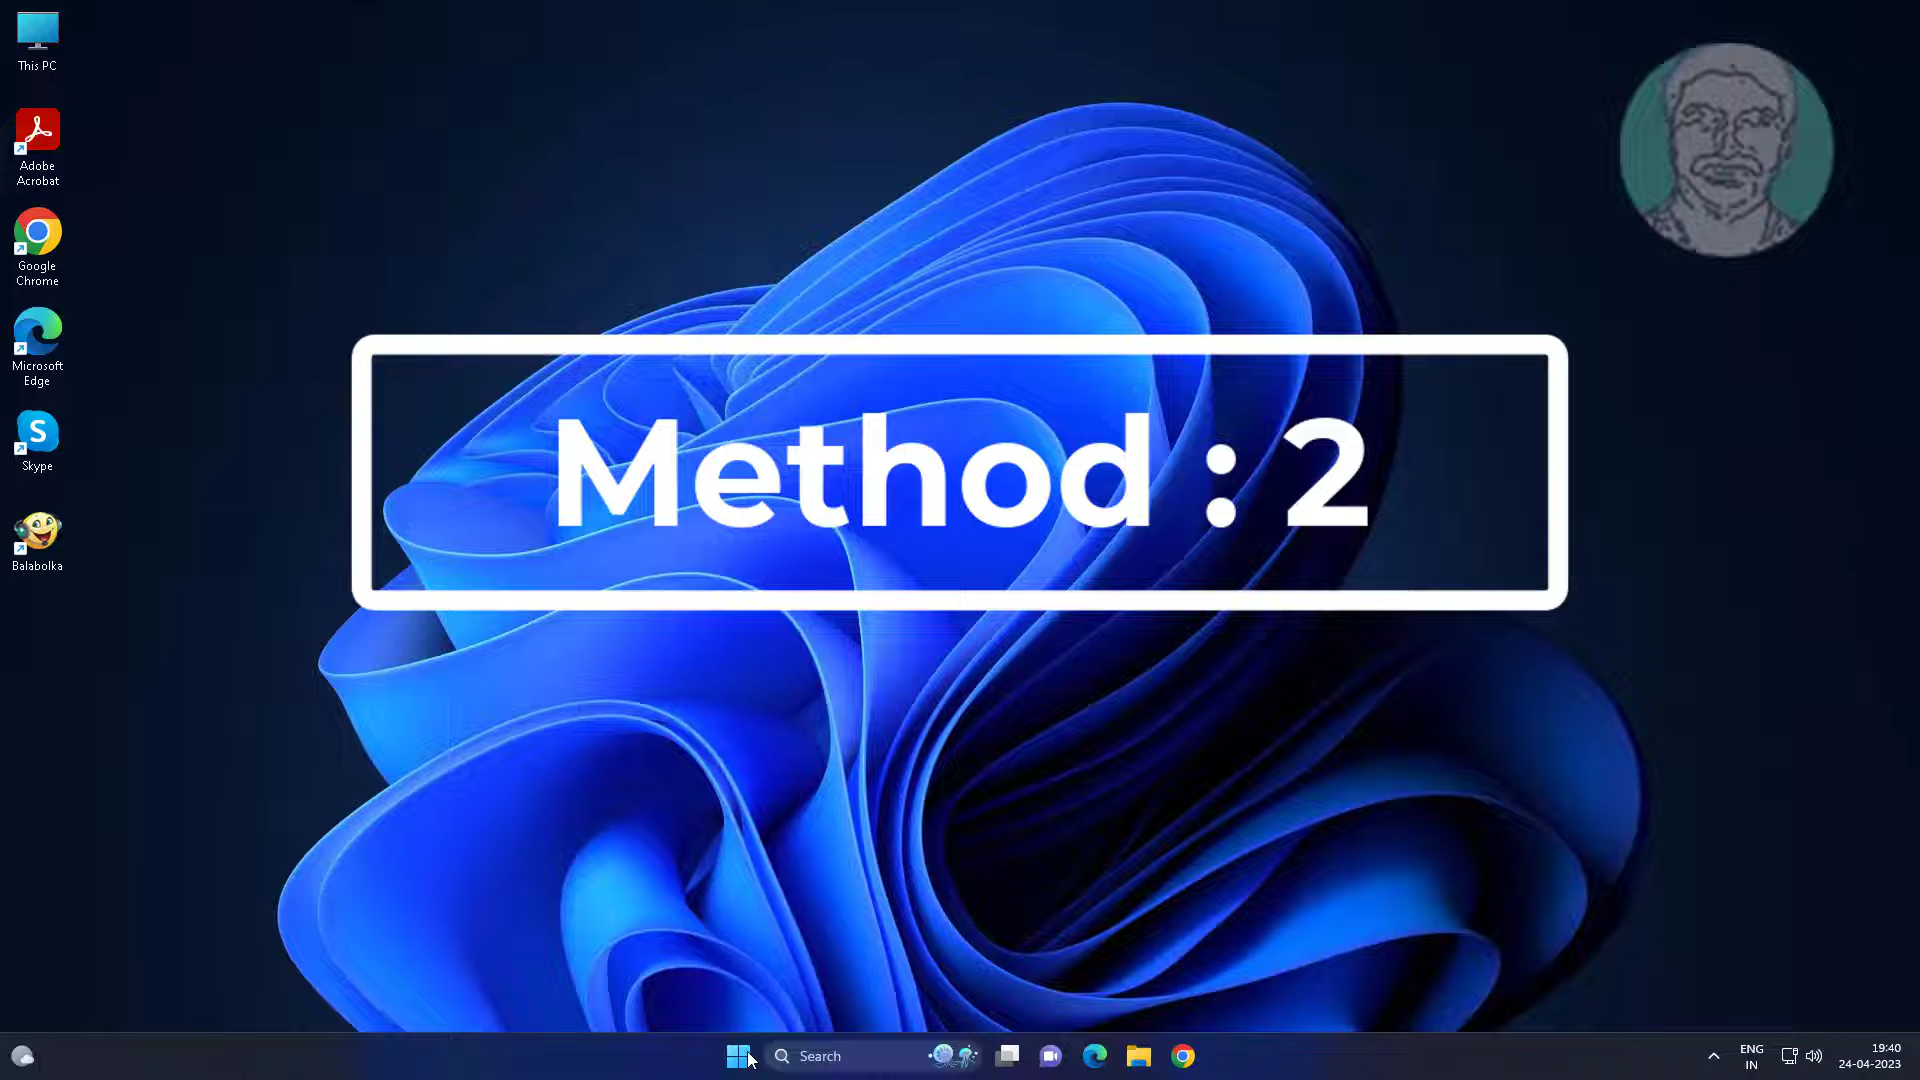 This PC
Adobe
Acrobat
Google
Chrome
Microsoft
Edge
S
Skype
Balabolka
Method : 2
Search
ENG
IN
19:40
24-04-2023